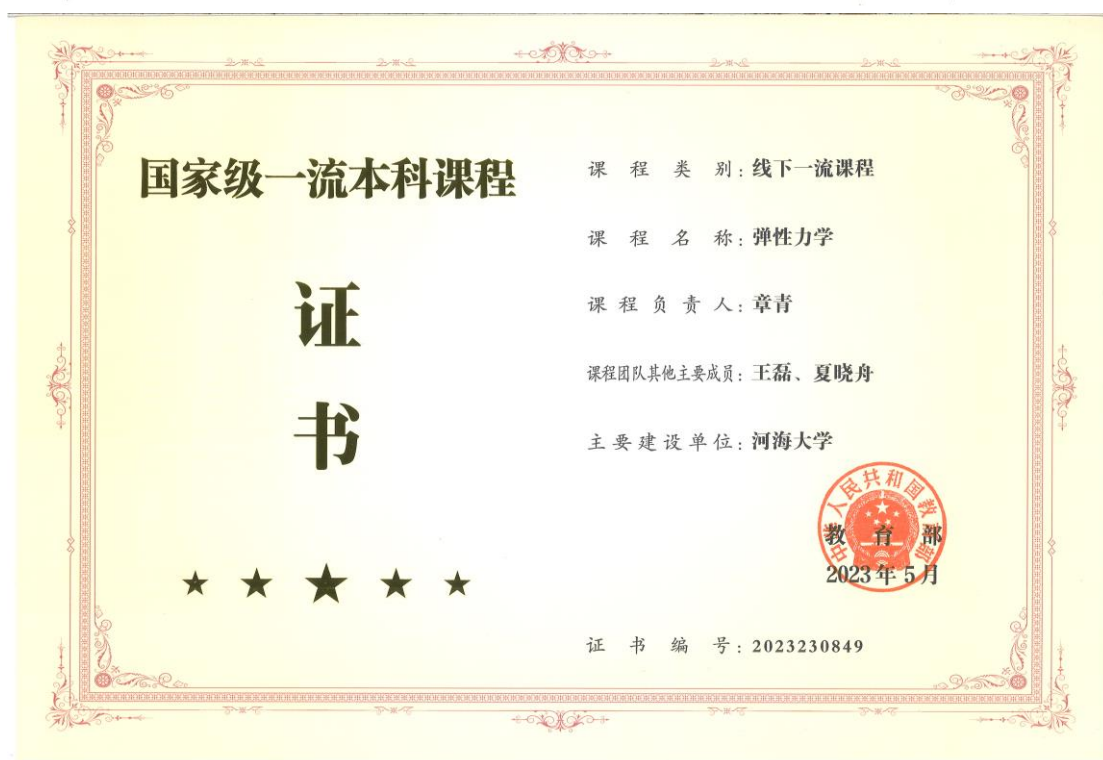 国家级一流本科课程
证
书
课程类别：线下一流课程
课程名称：弹性力学
课程负责人：章青
课程团队其他主要成员：王磊、夏晓舟
主要建设单位：河海大学
中华人民共和国教育部
教育部
2023年5月
证书编号：2023230849